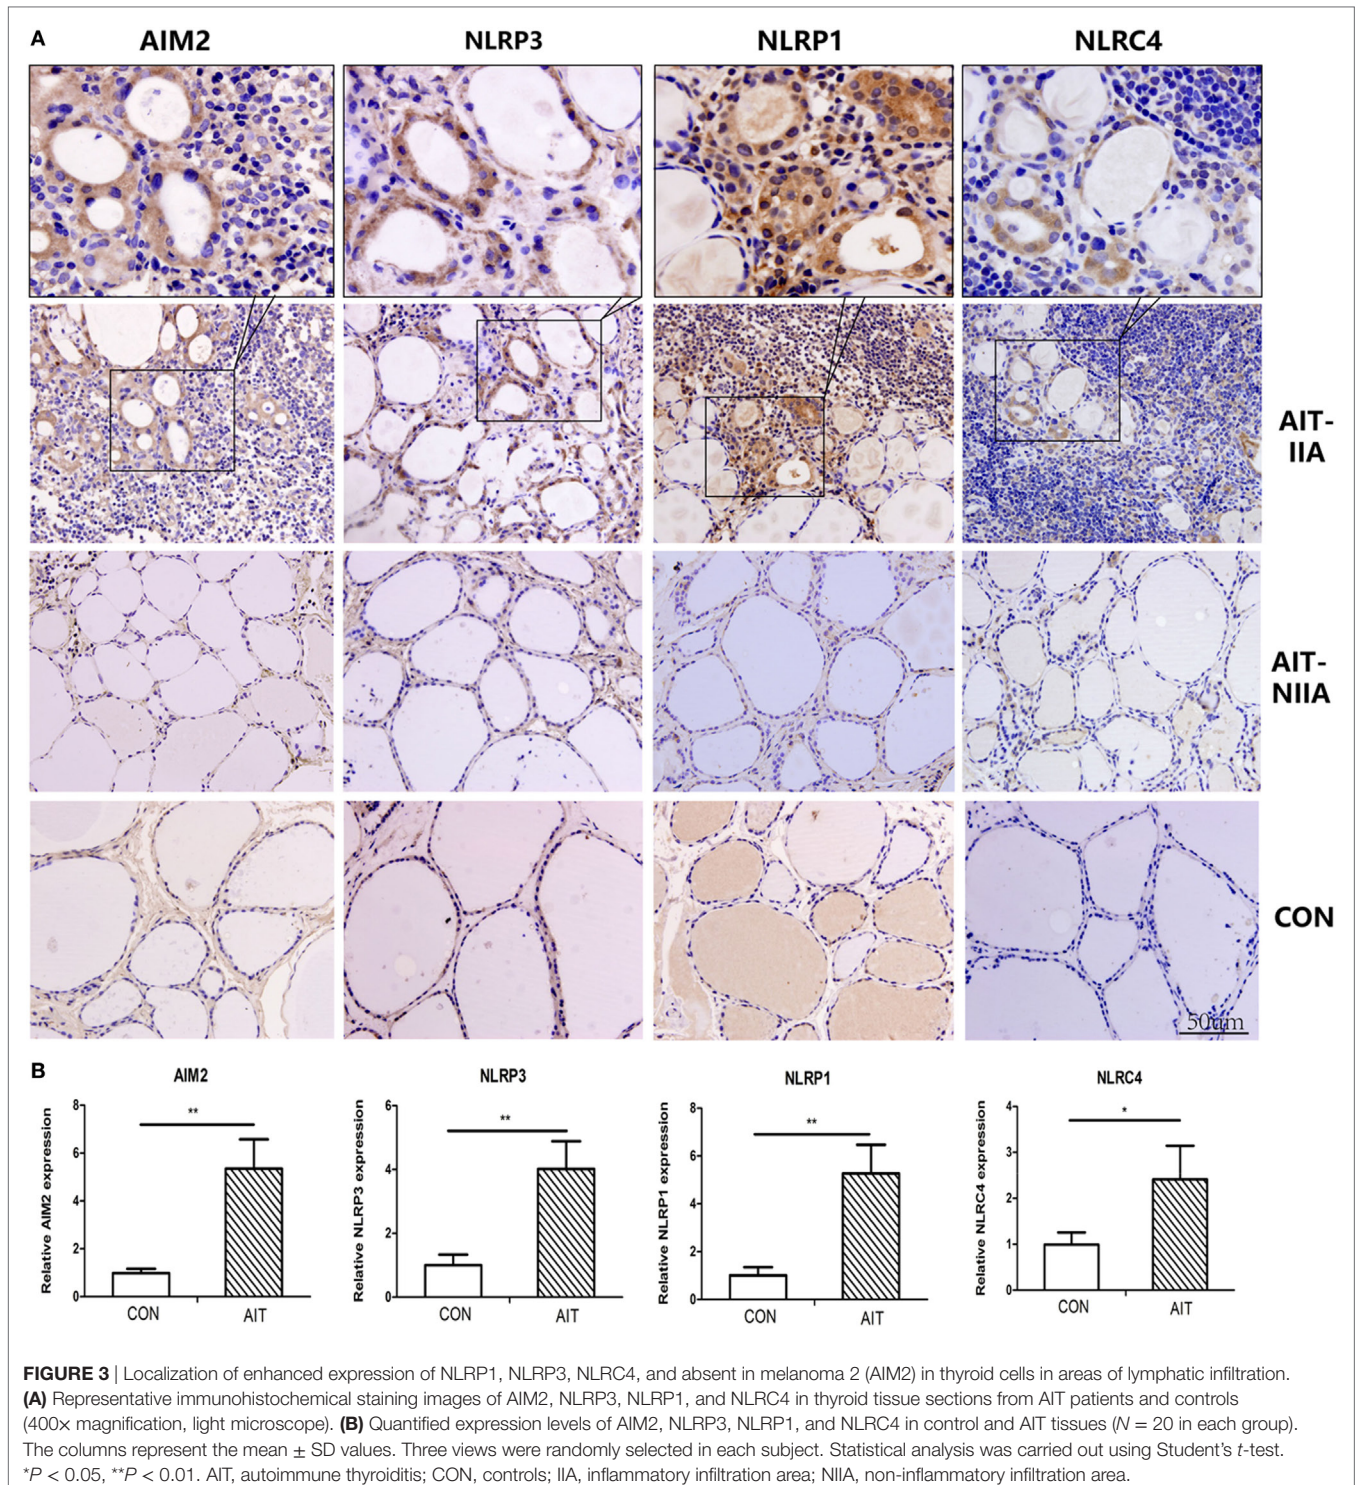 A
AIM2 NLRP3 NLRP1 NLRC4
AIT-
IIA
AIT-
NIIA
CON
50um
B
AIM2
Relative AIM2 expression
8
6
4
2
0
**
CON AIT
NLRP3
Relative NLRP3 expression
6
4
2
0
**
CON AIT
NLRP1
Relative NLRP1 expression
8
6
4
2
0
**
CON AIT
NLRC4
Relative NLRC4 expression
4
3
2
1
0
*
CON AIT
FIGURE 3 | Localization of enhanced expression of NLRP1, NLRP3, NLRC4, and absent in melanoma 2 (AIM2) in thyroid cells in areas of lymphatic infiltration.
(A) Representative immunohistochemical staining images of AIM2, NLRP3, NLRP1, and NLRC4 in thyroid tissue sections from AIT patients and controls
(400× magnification, light microscope). (B) Quantified expression levels of AIM2, NLRP3, NLRP1, and NLRC4 in control and AIT tissues (N = 20 in each group).
The columns represent the mean ± SD values. Three views were randomly selected in each subject. Statistical analysis was carried out using Student's t-test.
*P < 0.05, **P < 0.01. AIT, autoimmune thyroiditis; CON, controls; IIA, inflammatory infiltration area; NIIA, non-inflammatory infiltration area.